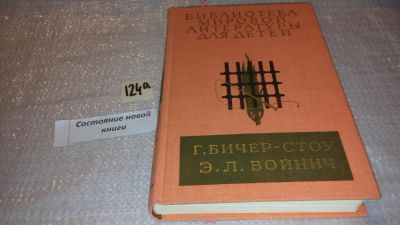 БИБЛИОТЕКА
МИРОВОЙ
ЛИТЕРАТУРЫ
ДЛЯ ДЕТЕЙ
124а
Состояние новой
книги
Г. БИЧЕР-СТОУ
Э. Л. ВОЙНИЧ